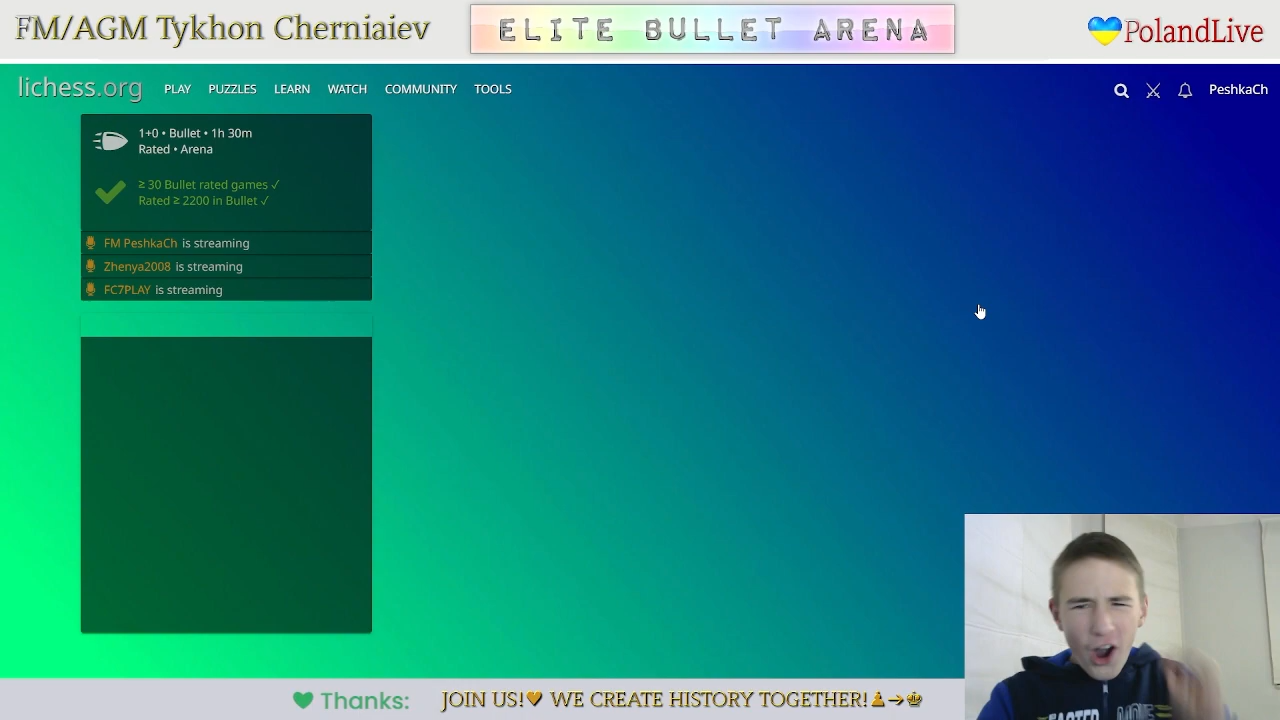 FM/AGM Tykhon Cherniaiev
ELITE BULLET ARENA
PolandLive
lichess.org PLAY PUZZLES LEARN WATCH COMMUNITY TOOLS PeshkaCh
1+0 • Bullet • 1h 30m
Rated • Arena
≥ 30 Bullet rated games ✓
Rated ≥ 2200 in Bullet ✓
FM PeshkaCh is streaming
Zhenya2008 is streaming
FC7PLAY is streaming
Thanks: JOIN US!🧡 WE CREATE HISTORY TOGETHER!♟→♚